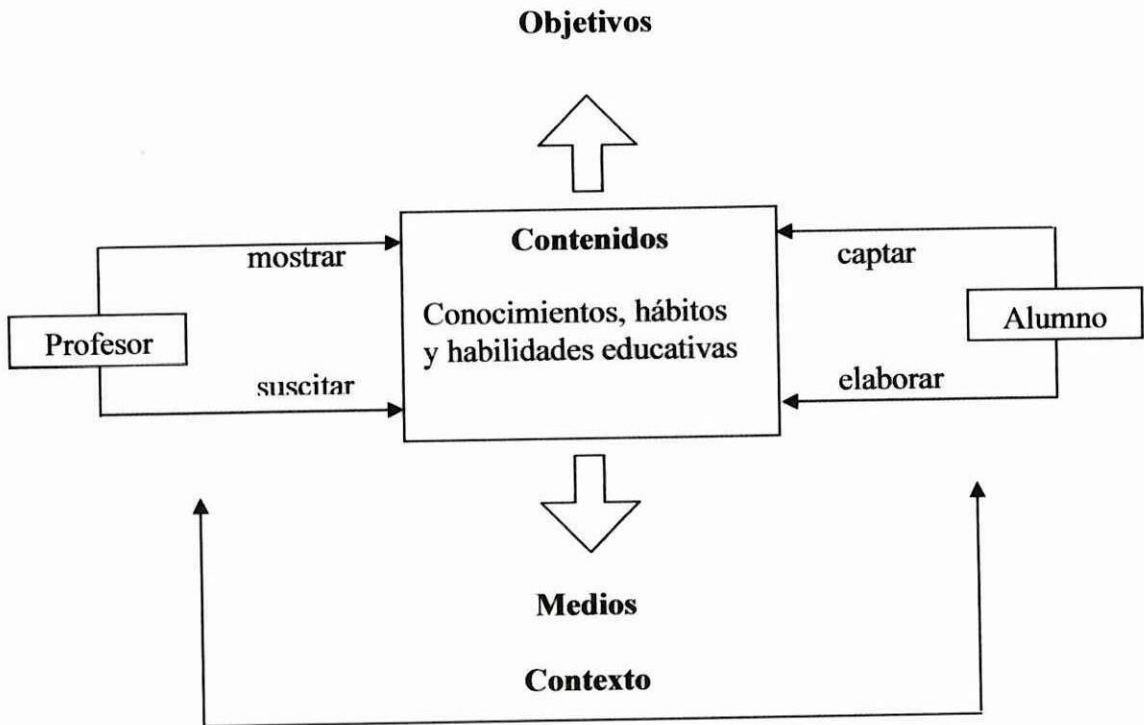 Objetivos
Contenidos
mostrar
captar
Conocimientos, hábitos
y habilidades educativas
Profesor
Alumno
suscitar
elaborar
Medios
Contexto